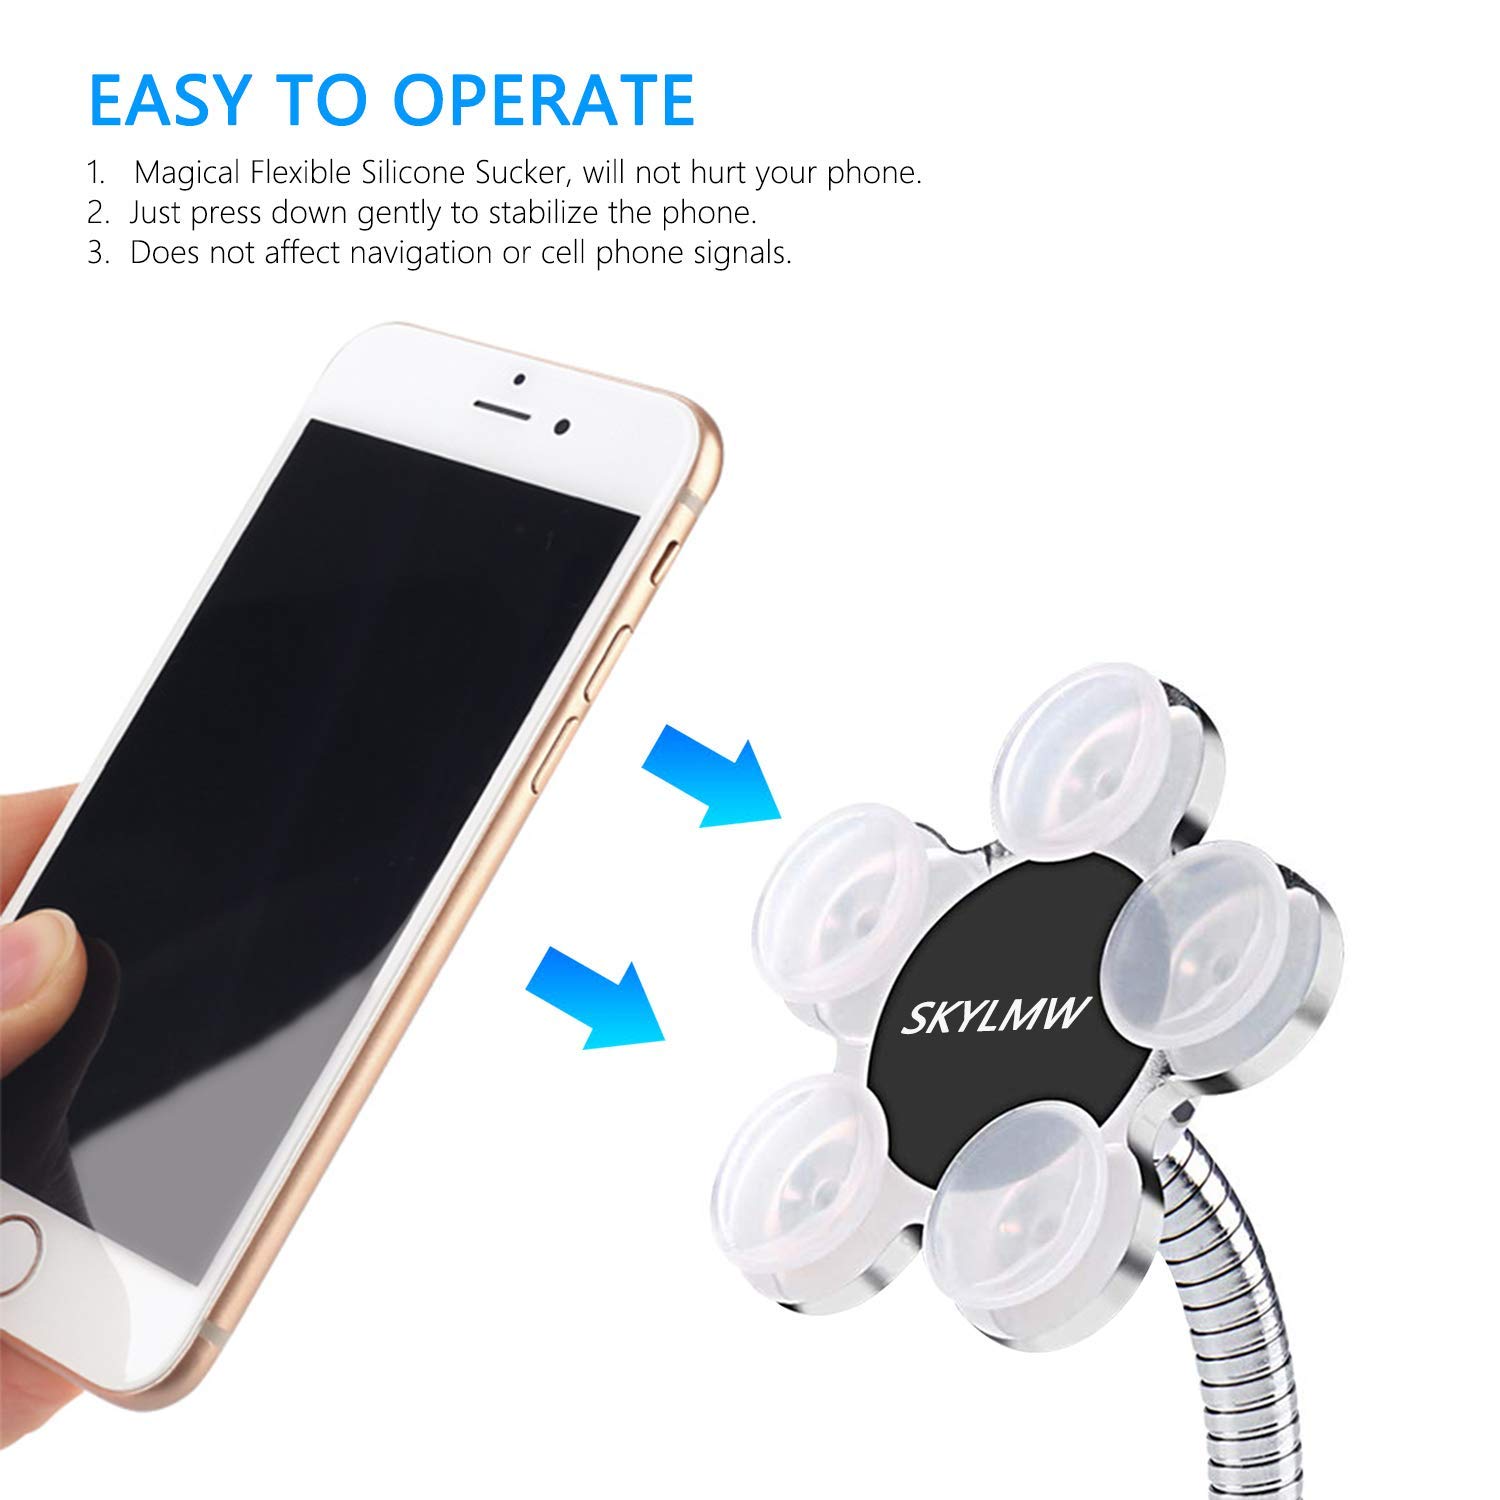 EASY TO OPERATE
1. Magical Flexible Silicone Sucker, will not hurt your phone.
2. Just press down gently to stabilize the phone.
3. Does not affect navigation or cell phone signals.
SKYLMW